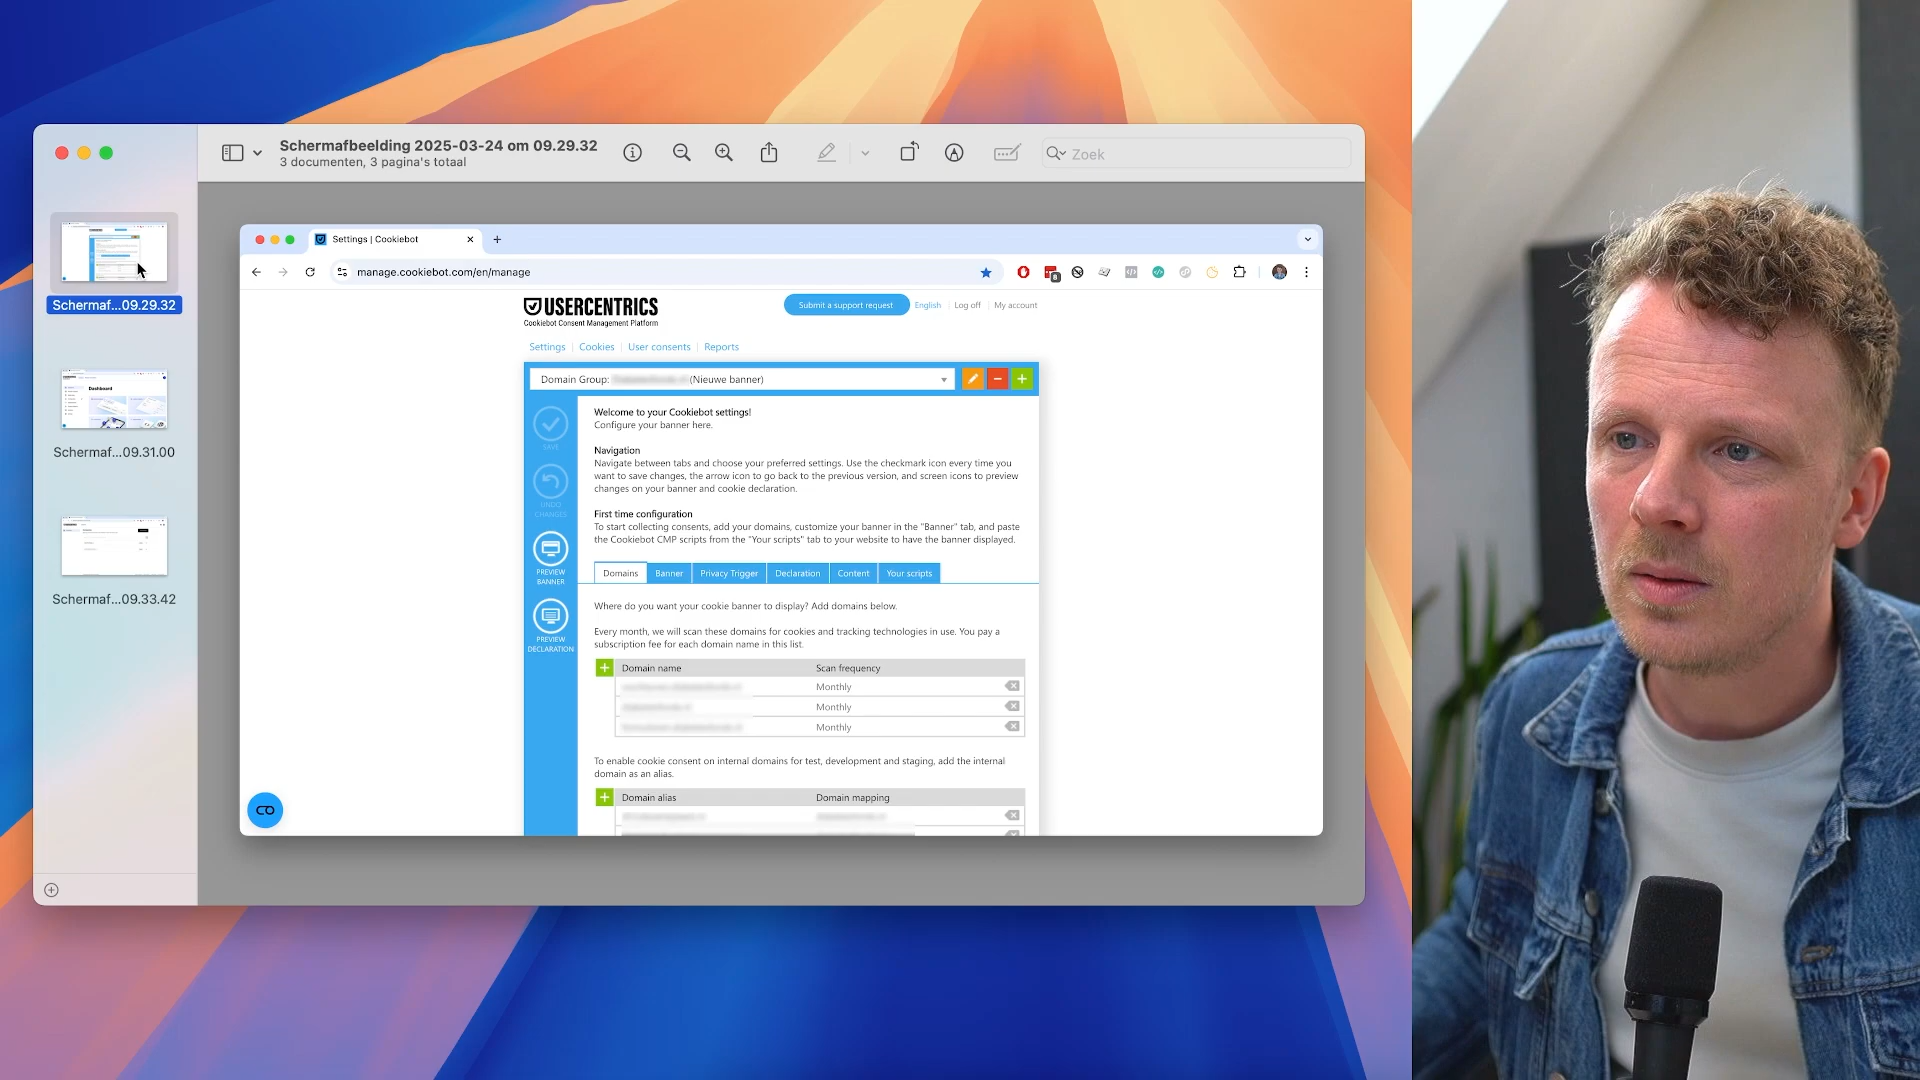 Schermafbeelding 2025-03-24 om 09.29.32
3 documenten, 3 pagina's totaal
Zoek
Schermaf...09.29.32
Dashboard
Schermaf...09.31.00
Schermaf...09.33.42
Settings | Cookiebot
manage.cookiebot.com/en/manage
8
USERCENTRICS
Cookiebot Consent Management Platform
Submit a support request
English
Log off
My account
Settings
Cookies
User consents
Reports
Domain Group:
(Nieuwe banner)
SAVE
UNDO
CHANGES
PREVIEW
BANNER
PREVIEW
DECLARATION
Welcome to your Cookiebot settings!
Configure your banner here.
Navigation
Navigate between tabs and choose your preferred settings. Use the checkmark icon every time you
want to save changes, the arrow icon to go back to the previous version, and screen icons to preview
changes on your banner and cookie declaration.
First time configuration
To start collecting consents, add your domains, customize your banner in the "Banner" tab, and paste
the Cookiebot CMP scripts from the "Your scripts" tab to your website to have the banner displayed.
Domains
Banner
Privacy Trigger
Declaration
Content
Your scripts
Where do you want your cookie banner to display? Add domains below.
Every month, we will scan these domains for cookies and tracking technologies in use. You pay a
subscription fee for each domain name in this list.
Domain name
Scan frequency
Monthly
Monthly
Monthly
To enable cookie consent on internal domains for test, development and staging, add the internal
domain as an alias.
Domain alias
Domain mapping